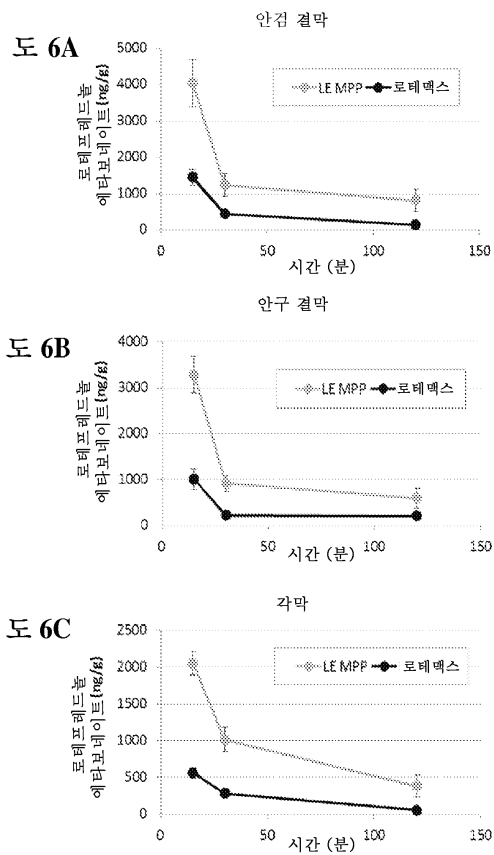 안검 결막
도 6A
5000
4000
3000
2000
1000
0
로테프레드놀
에타보네이트{ng/g}
LE MPP 로테맥스
0 50 100 150
시간 (분)
안구 결막
도 6B
4000
3000
2000
1000
0
로테프레드놀
에타보네이트{ng/g}
LE MPP 로테맥스
0 50 100 150
시간 (분)
각막
도 6C
2500
2000
1500
1000
500
0
로테프레드놀
에타보네이트{ng/g}
LE MPP 로테맥스
0 50 100 150
시간 (분)